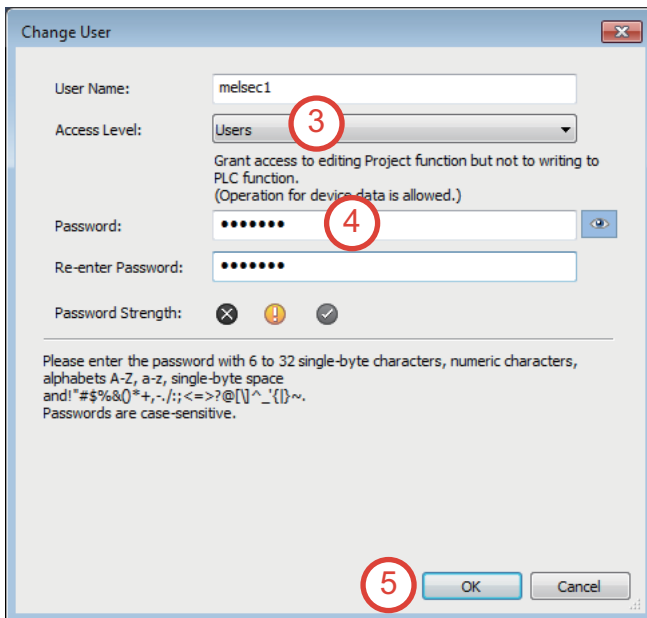 Change User
User Name: melsec1
Access Level: Users
3
Grant access to editing Project function but not to writing to
PLC function.
(Operation for device data is allowed.)
Password: ●●●●●●●
4
Re-enter Password: ●●●●●●●
Password Strength:
Please enter the password with 6 to 32 single-byte characters, numeric characters,
alphabets A-Z, a-z, single-byte space
and!"#$%&()*+,-./:;<=>?@[\]^_'{|}~.
Passwords are case-sensitive.
5
OK Cancel